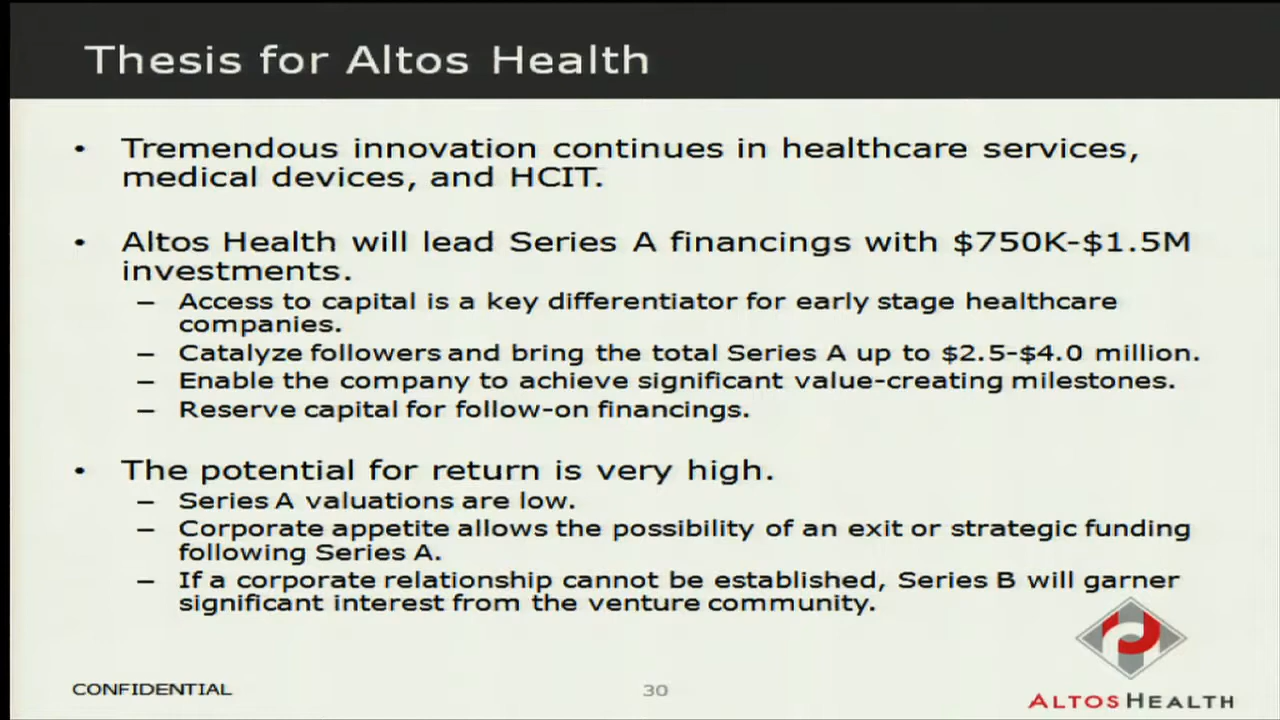 Thesis for Altos Health
• Tremendous innovation continues in healthcare services,
medical devices, and HCIT.
• Altos Health will lead Series A financings with $750K-$1.5M
investments.
– Access to capital is a key differentiator for early stage healthcare
companies.
– Catalyze followers and bring the total Series A up to $2.5-$4.0 million.
– Enable the company to achieve significant value-creating milestones.
– Reserve capital for follow-on financings.
• The potential for return is very high.
– Series A valuations are low.
– Corporate appetite allows the possibility of an exit or strategic funding
following Series A.
– If a corporate relationship cannot be established, Series B will garner
significant interest from the venture community.
CONFIDENTIAL
30
ALTOSHEALTH